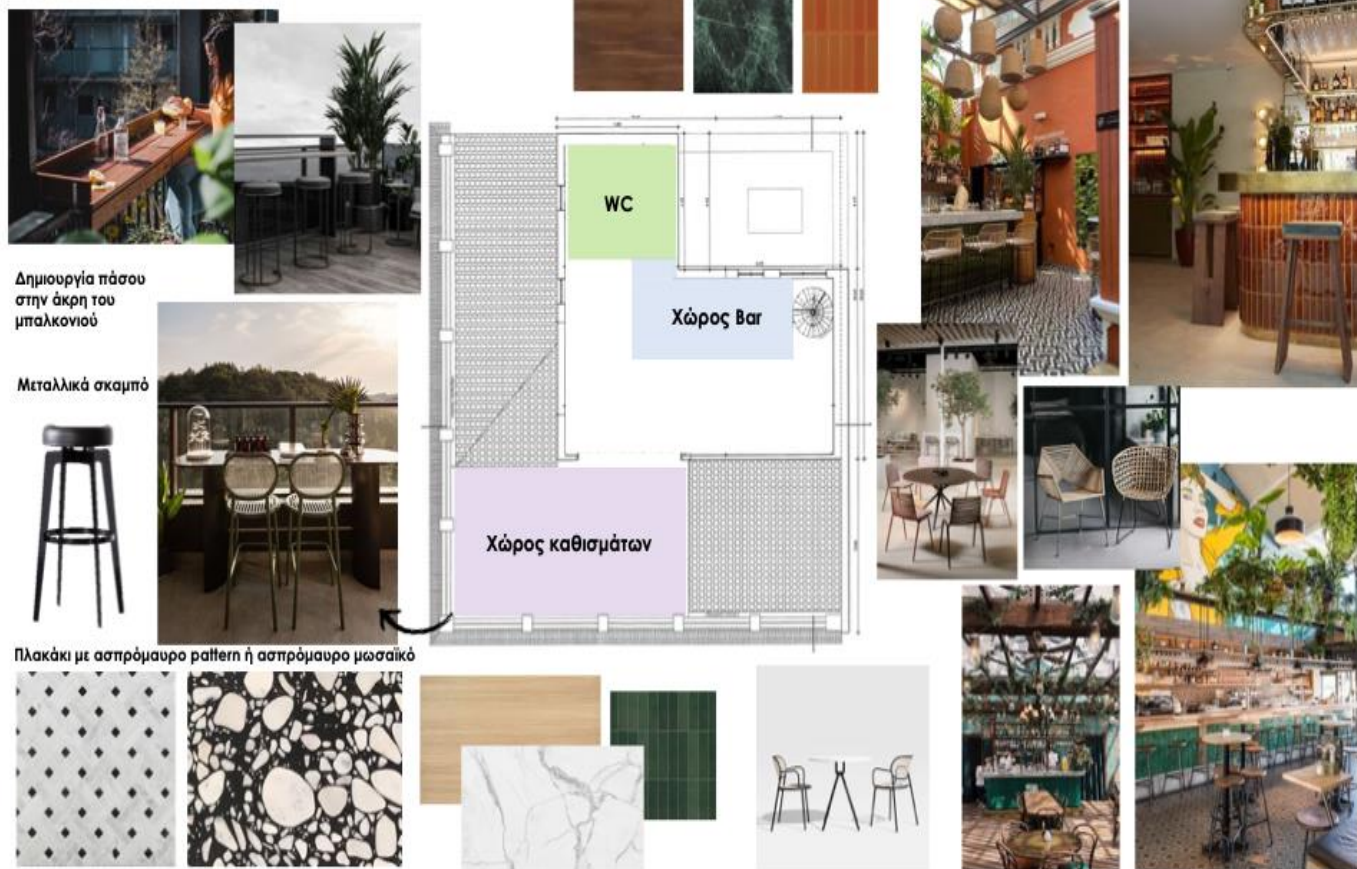 WC
Δημιουργία πάσου
στην άκρη του
μπαλκονιού
Χώρος Bar
Μεταλλικά σκαμπό
Χώρος καθισμάτων
Πλακάκι με ασπρόμαυρο pattern ή ασπρόμαυρο μωσαϊκό